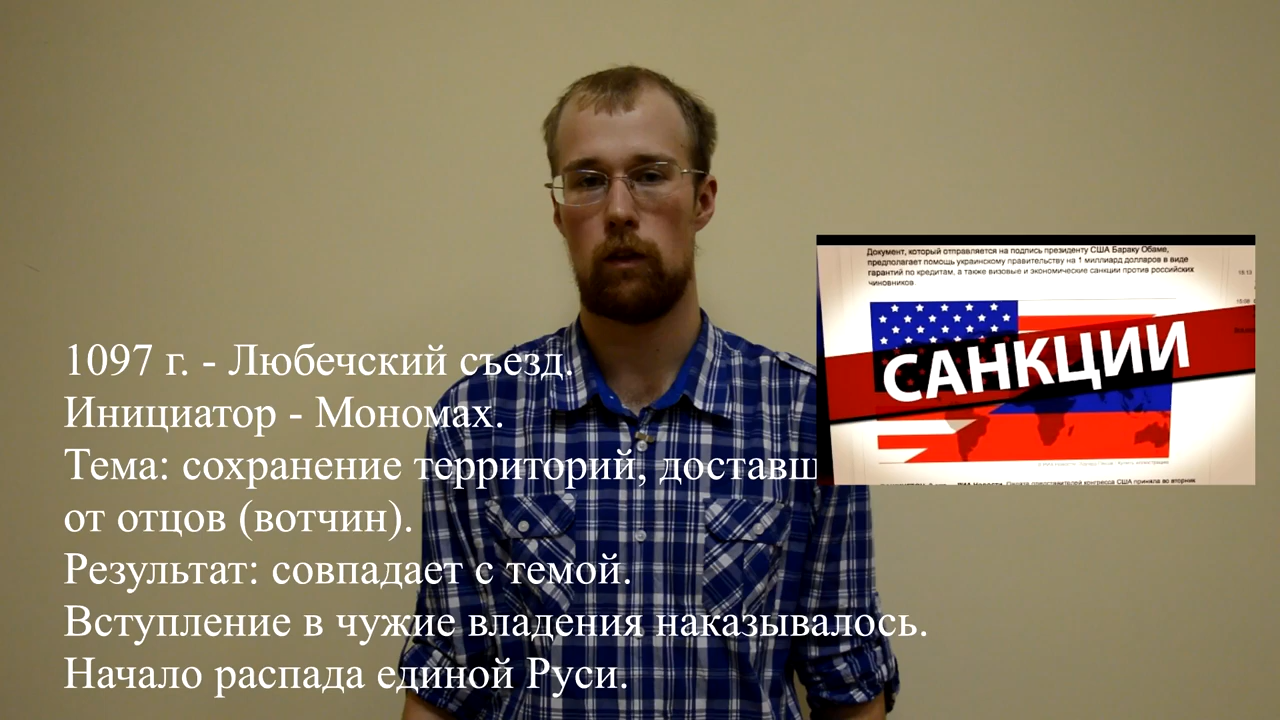 1097 г. - Любечский съезд.
Инициатор - Мономах.
Тема: сохранение территорий, доставш
от отцов (вотчин).
Результат: совпадает с темой.
Вступление в чужие владения наказывалось.
Начало распада единой Руси.
Документ, который отправляется на подпись президенту США Бараку Обаме,
предполагает помощь украинскому правительству на 1 миллиард долларов в виде
гарантий по кредитам, а также визовые и экономические санкции против российских
чиновников
САНКЦИИ